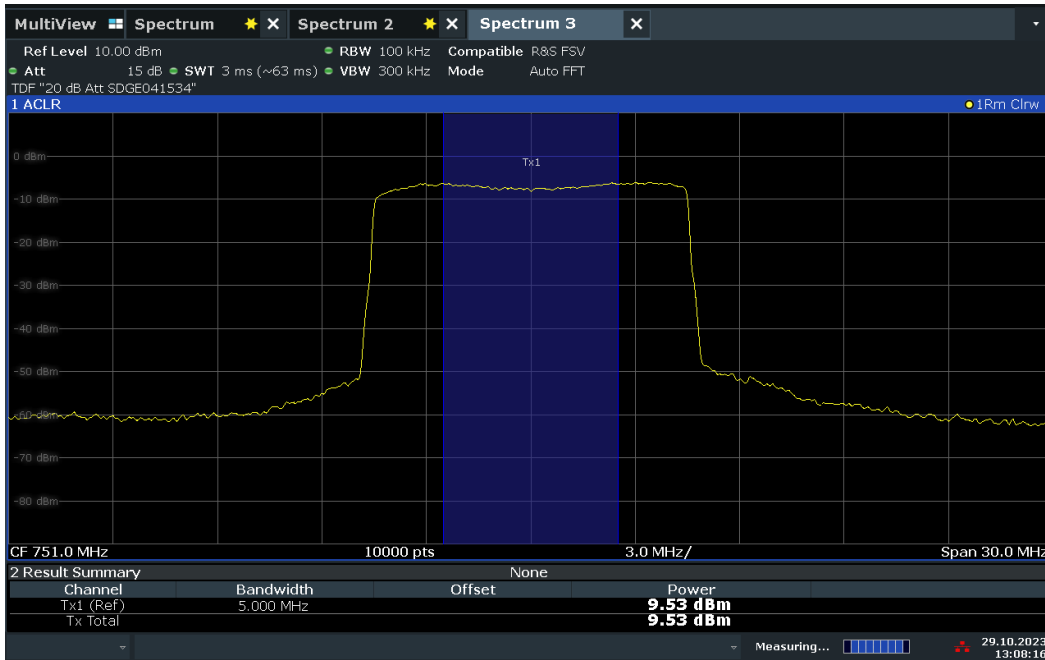 MultiView Spectrum Spectrum 2 Spectrum 3
Ref Level 10.00 dBm RBW 100 kHz Compatible R&S FSV
Att 15 dB SWT 3 ms (~63 ms) VBW 300 kHz Mode Auto FFT
TDF "20 dB Att SDGE041534"
1 ACLR 1Rm Clrw
0 dBm
Tx1
-10 dBm
-20 dBm
-30 dBm
-40 dBm
-50 dBm
-60 dBm
-70 dBm
-80 dBm
CF 751.0 MHz 10000 pts 3.0 MHz/ Span 30.0 MHz
2 Result Summary None
Channel Bandwidth Offset Power
Tx1 (Ref) 5.000 MHz 9.53 dBm
Tx Total 9.53 dBm
Measuring... 29.10.2023
13:08:16